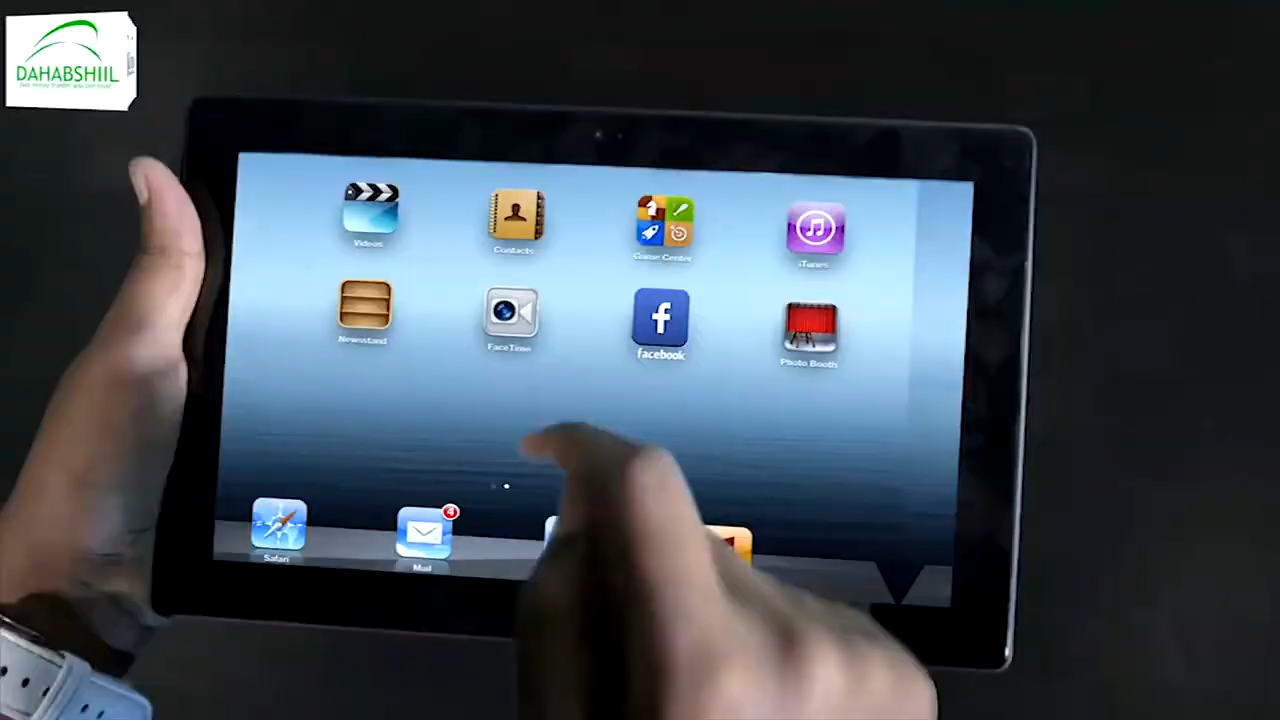 DAHABSHIIL
Videos
Contacts
Game Center
iTunes
Newsstand
FaceTime
facebook
Photo Booth
4
Safari
Mail